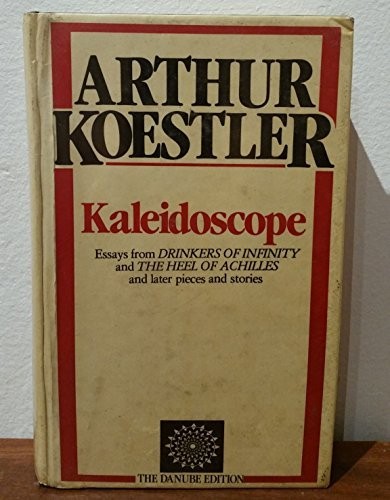 ARTHUR
KOESTLER
Kaleidoscope
Essays from DRINKERS OF INFINITY
and THE HEEL OF ACHILLES
and later pieces and stories
THE DANUBE EDITION